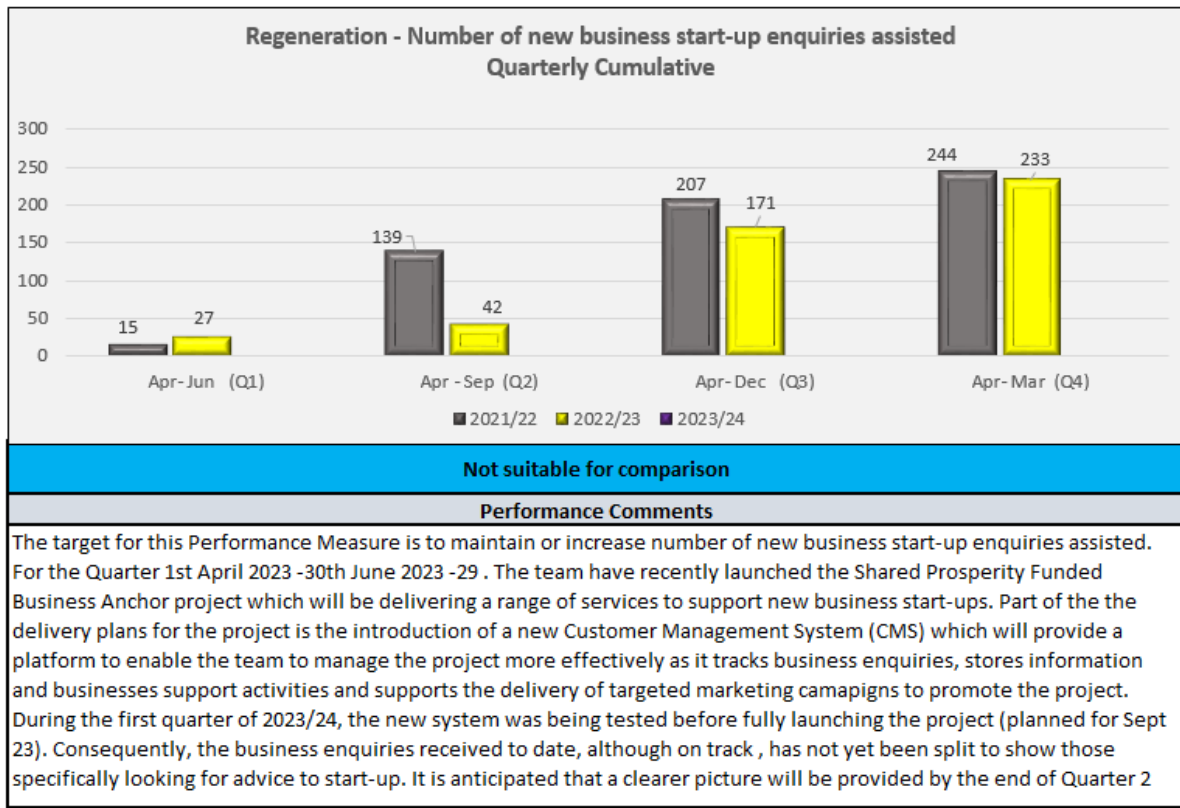 Regeneration - Number of new business start-up enquiries assisted
Quarterly Cumulative
300
250
200
150
100
50
0
15
27
139
42
207
171
244
233
Apr-Jun (Q1)
Apr -Sep (Q2)
Apr-Dec (Q3)
Apr-Mar (Q4)
2021/22 2022/23 2023/24
Not suitable for comparison
Performance Comments
The target for this Performance Measure is to maintain or increase number of new business start-up enquiries assisted.
For the Quarter 1st April 2023 -30th June 2023 -29 . The team have recently launched the Shared Prosperity Funded
Business Anchor project which will be delivering a range of services to support new business start-ups. Part of the the
delivery plans for the project is the introduction of a new Customer Management System (CMS) which will provide a
platform to enable the team to manage the project more effectively as it tracks business enquiries, stores information
and businesses support activities and supports the delivery of targeted marketing camapigns to promote the project.
During the first quarter of 2023/24, the new system was being tested before fully launching the project (planned for Sept
23). Consequently, the business enquiries received to date, although on track , has not yet been split to show those
specifically looking for advice to start-up. It is anticipated that a clearer picture will be provided by the end of Quarter 2